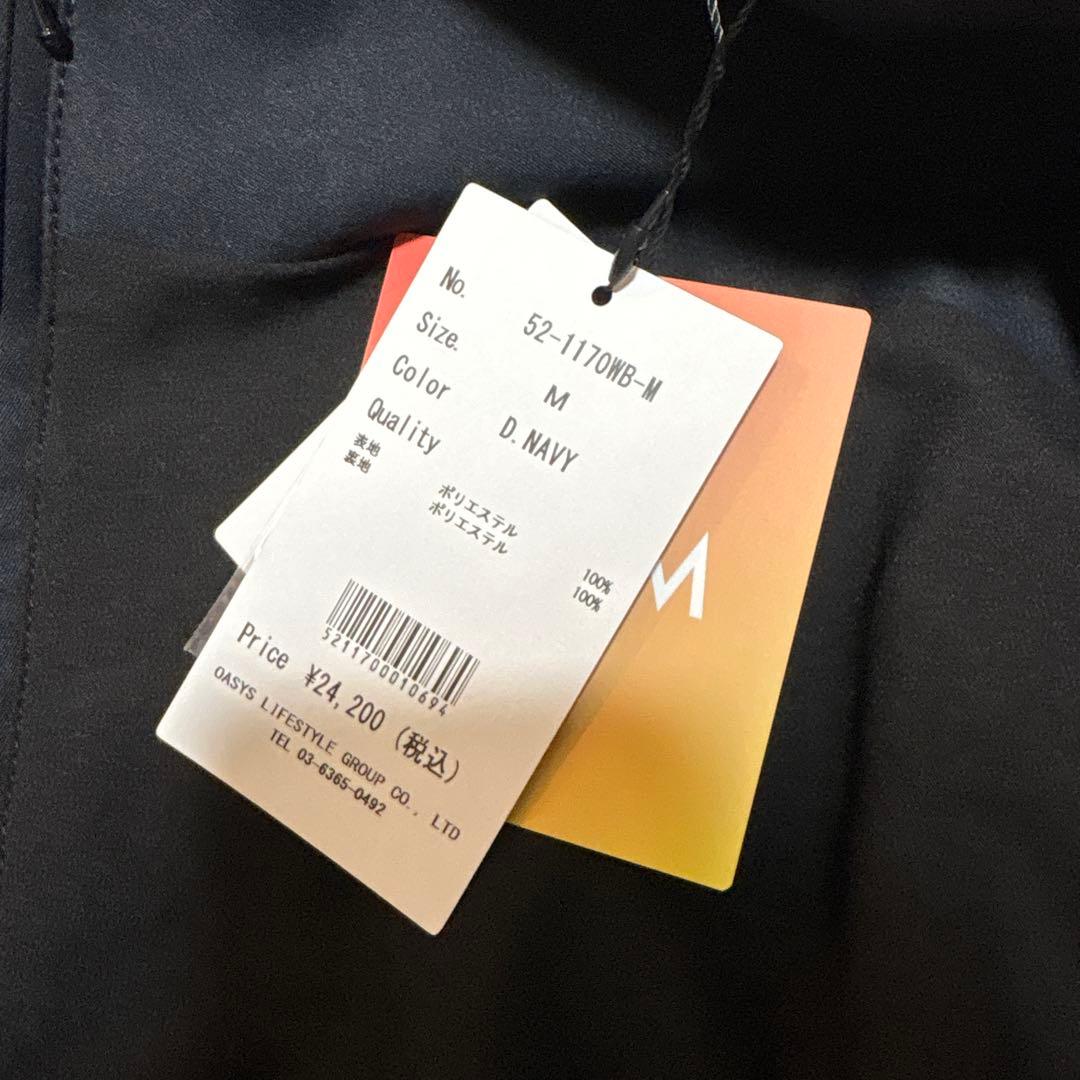 No. 52-1170WB-M
Size. M
Color D.NAVY
Quality
表地 ポリエステル 100%
裏地 ポリエステル 100%
5211700010694
Price ¥24,200 (税込)
OASYS LIFESTYLE GROUP CO., LTD
TEL 03-6365-0492
M